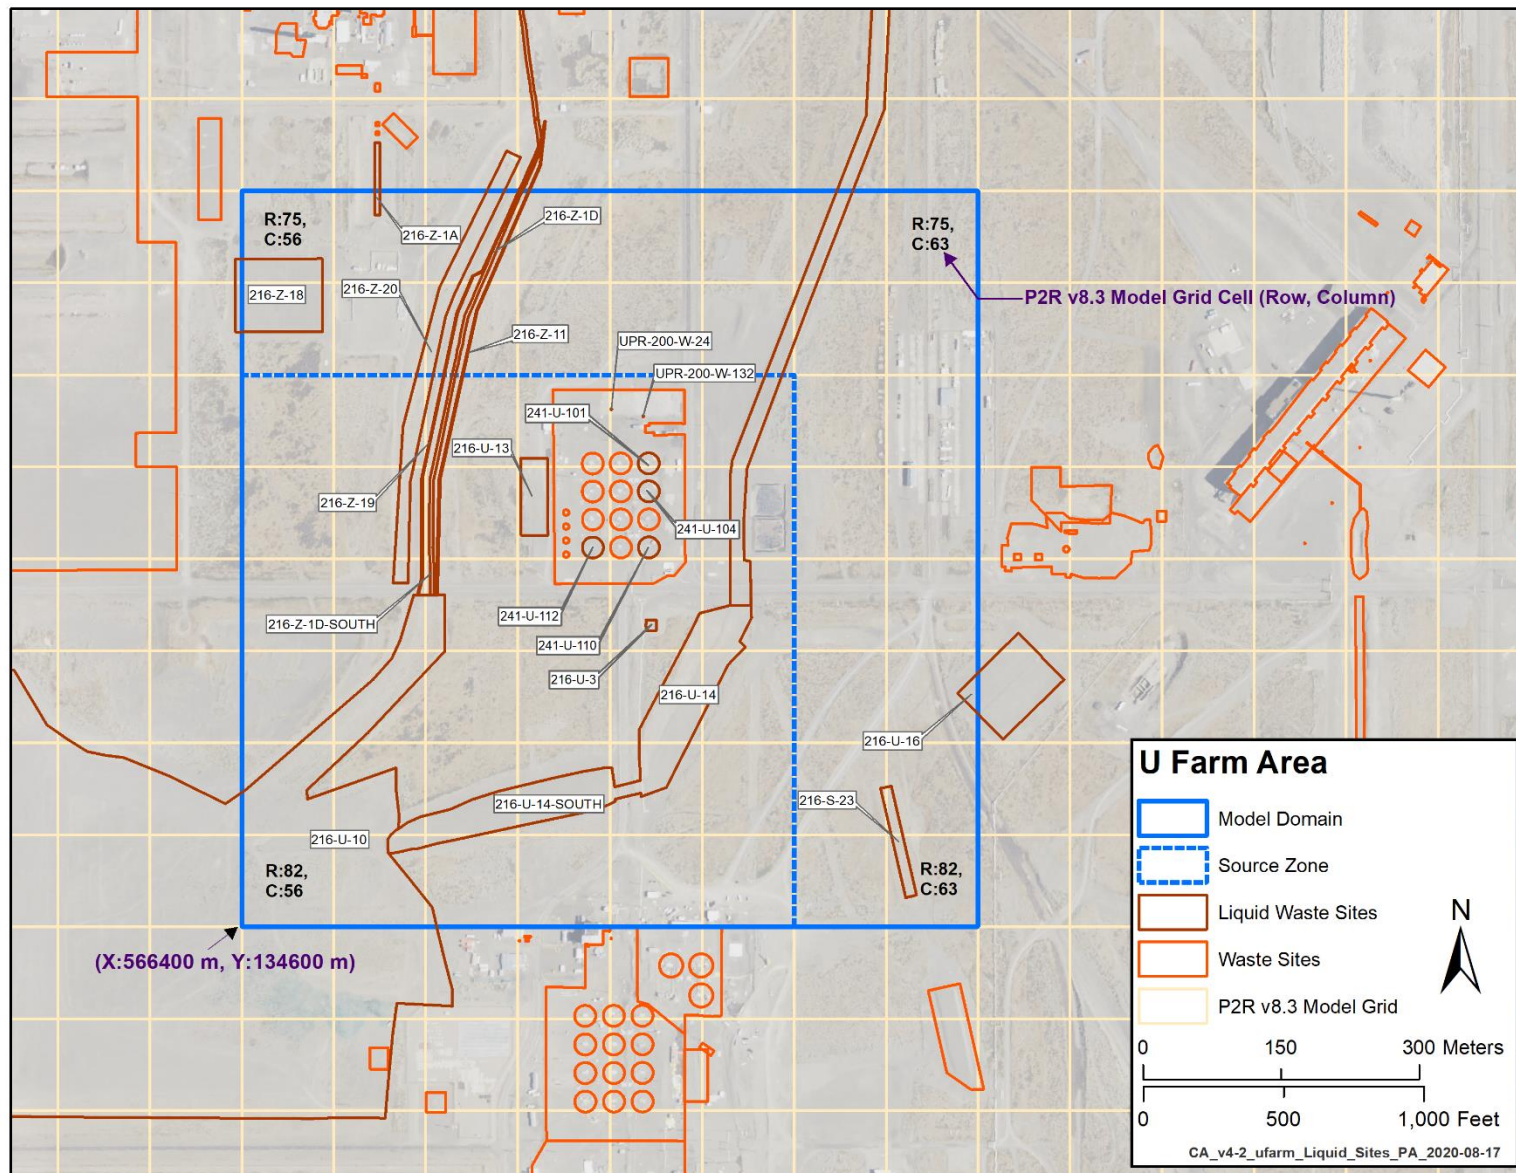 R:75,
C:56
216-Z-1A
216-Z-1D
R:75,
C:63
216-Z-18
216-Z-20
P2R v8.3 Model Grid Cell (Row, Column)
216-Z-11
UPR-200-W-24
UPR-200-W-132
241-U-101
216-U-13
216-Z-19
241-U-104
241-U-112
216-Z-1D-SOUTH
241-U-110
216-U-3
216-U-14
216-U-16
216-U-14-SOUTH
216-S-23
216-U-10
R:82,
C:56
R:82,
C:63
(X:566400 m, Y:134600 m)
U Farm Area
Model Domain
Source Zone
Liquid Waste Sites
N
Waste Sites
P2R v8.3 Model Grid
0 150 300 Meters
0 500 1,000 Feet
CA_v4-2_ufarm_Liquid_Sites_PA_2020-08-17